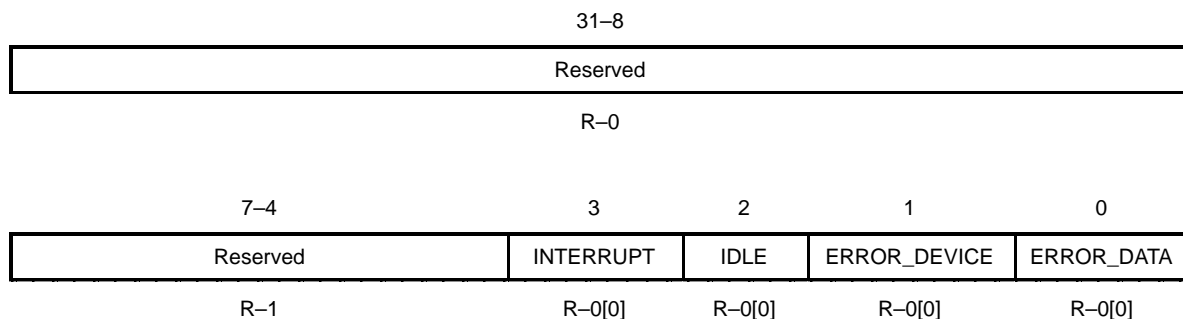 31–8
Reserved
R–0
7–4 3 2 1 0
Reserved INTERRUPT IDLE ERROR_DEVICE ERROR_DATA
R–1 R–0[0] R–0[0] R–0[0] R–0[0]